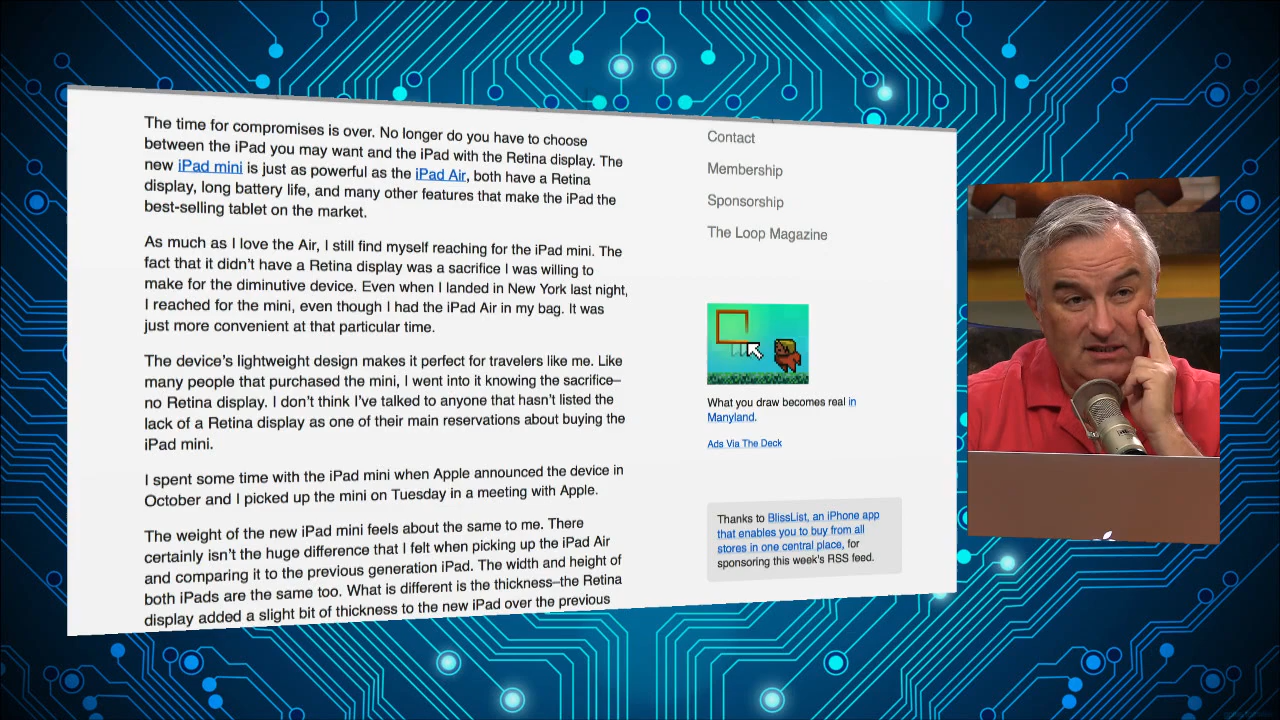 The time for compromises is over. No longer do you have to choose
between the iPad you may want and the iPad with the Retina display. The
new iPad mini is just as powerful as the iPad Air, both have a Retina
display, long battery life, and many other features that make the iPad the
best-selling tablet on the market.
As much as I love the Air, I still find myself reaching for the iPad mini. The
fact that it didn't have a Retina display was a sacrifice I was willing to
make for the diminutive device. Even when I landed in New York last night,
I reached for the mini, even though I had the iPad Air in my bag. It was
just more convenient at that particular time.
The device's lightweight design makes it perfect for travelers like me. Like
many people that purchased the mini, I went into it knowing the sacrifice–
no Retina display. I don't think I've talked to anyone that hasn't listed the
lack of a Retina display as one of their main reservations about buying the
iPad mini.
I spent some time with the iPad mini when Apple announced the device in
October and I picked up the mini on Tuesday in a meeting with Apple.
The weight of the new iPad mini feels about the same to me. There
certainly isn't the huge difference that I felt when picking up the iPad Air
and comparing it to the previous generation iPad. The width and height of
both iPads are the same too. What is different is the thickness–the Retina
display added a slight bit of thickness to the new iPad over the previous
Contact
Membership
Sponsorship
The Loop Magazine
What you draw becomes real in
Manyland.
Ads Via The Deck
Thanks to BlissList, an iPhone app
that enables you to buy from all
stores in one central place, for
sponsoring this week's RSS feed.